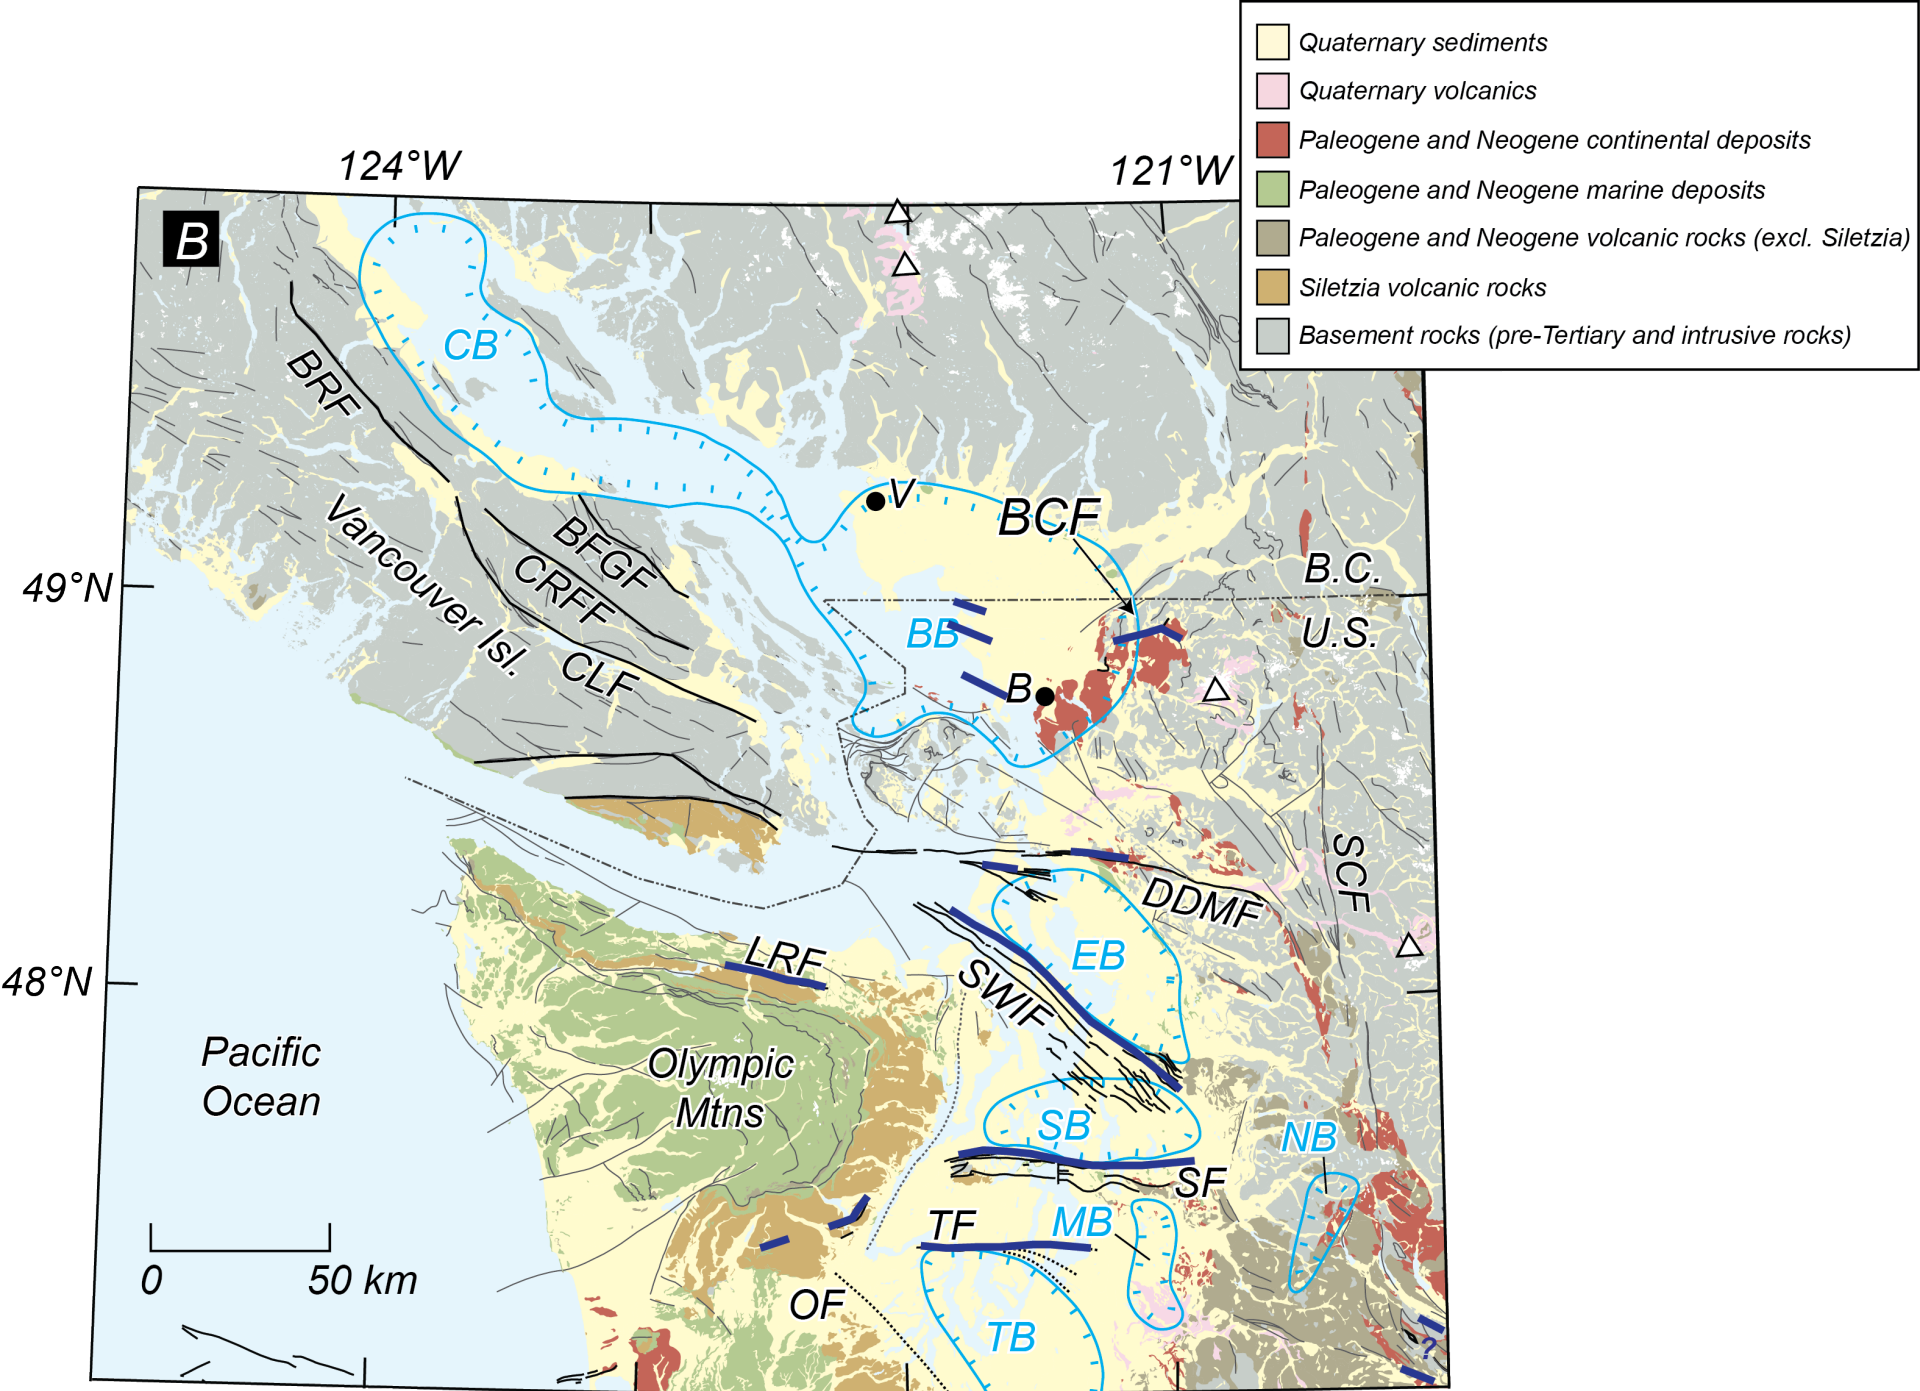 Quaternary sediments
Quaternary volcanics
Paleogene and Neogene continental deposits
Paleogene and Neogene marine deposits
Paleogene and Neogene volcanic rocks (excl. Siletzia)
Siletzia volcanic rocks
Basement rocks (pre-Tertiary and intrusive rocks)
124°W
121°W
B
CB
BRF
V
BCF
Vancouver Isl.
BFGF
CRFF
CLF
49°N
B.C.
U.S.
BB
B
SCF
DDMF
LRF
EB
SWIF
48°N
Pacific
Ocean
Olympic
Mtns
SB
NB
SF
TF
MB
0
50 km
OF
TB
?